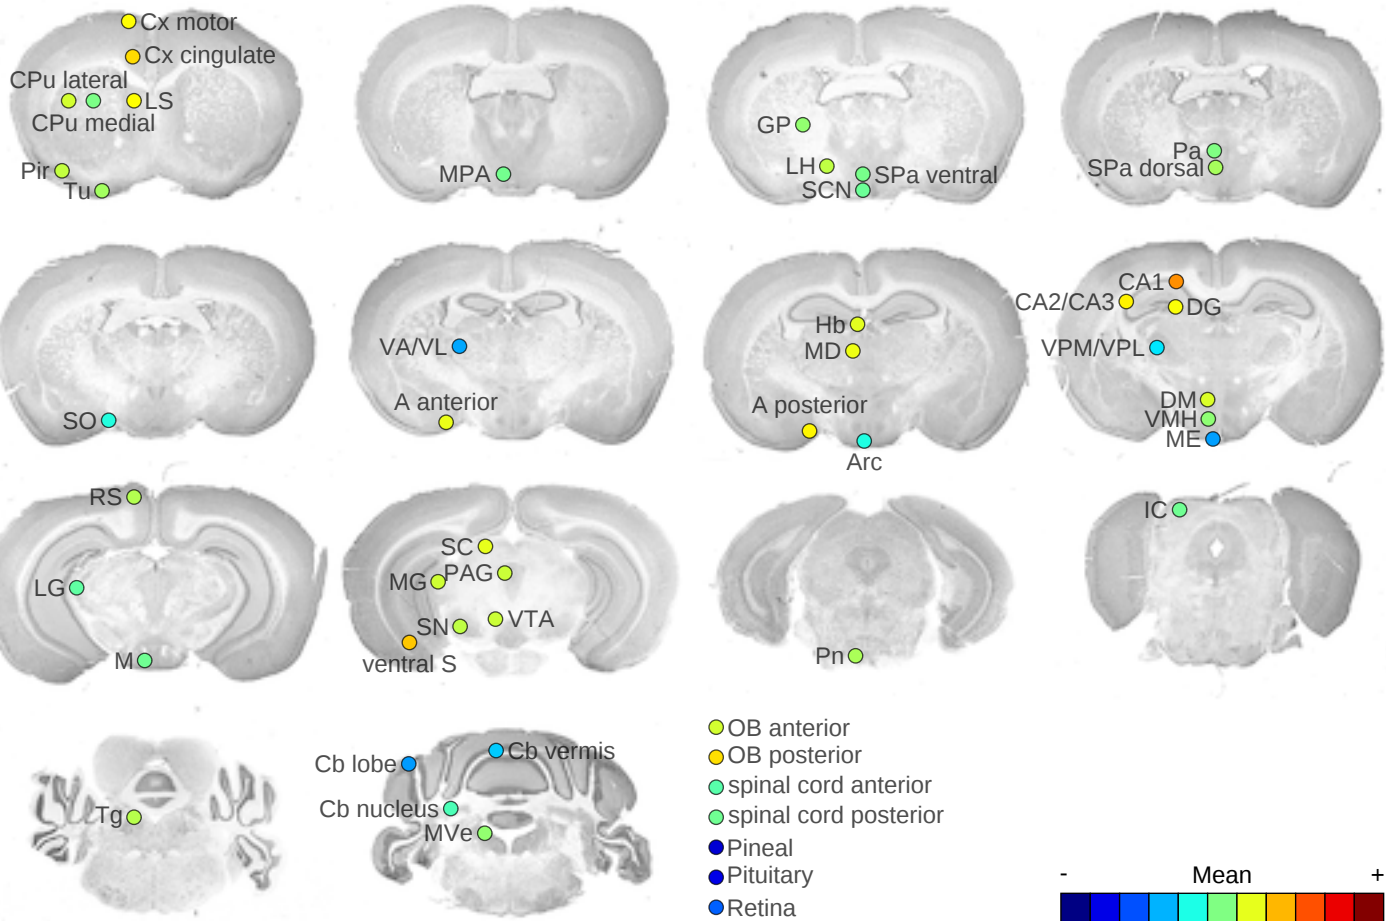 Cx motor
Cx cingulate
CPu lateral
LS
CPu medial
Pir
Tu
MPA
GP
LH
SPa ventral
SCN
Pa
SPa dorsal
SO
VA/VL
A anterior
Hb
MD
A posterior
Arc
CA1
CA2/CA3
DG
VPM/VPL
DM
VMH
ME
RS
LG
M
SC
MG
PAG
SN
VTA
ventral S
Pn
IC
Tg
Cb lobe
Cb vermis
Cb nucleus
MVe
OB anterior
OB posterior
spinal cord anterior
spinal cord posterior
Pineal
Pituitary
Retina
- Mean +